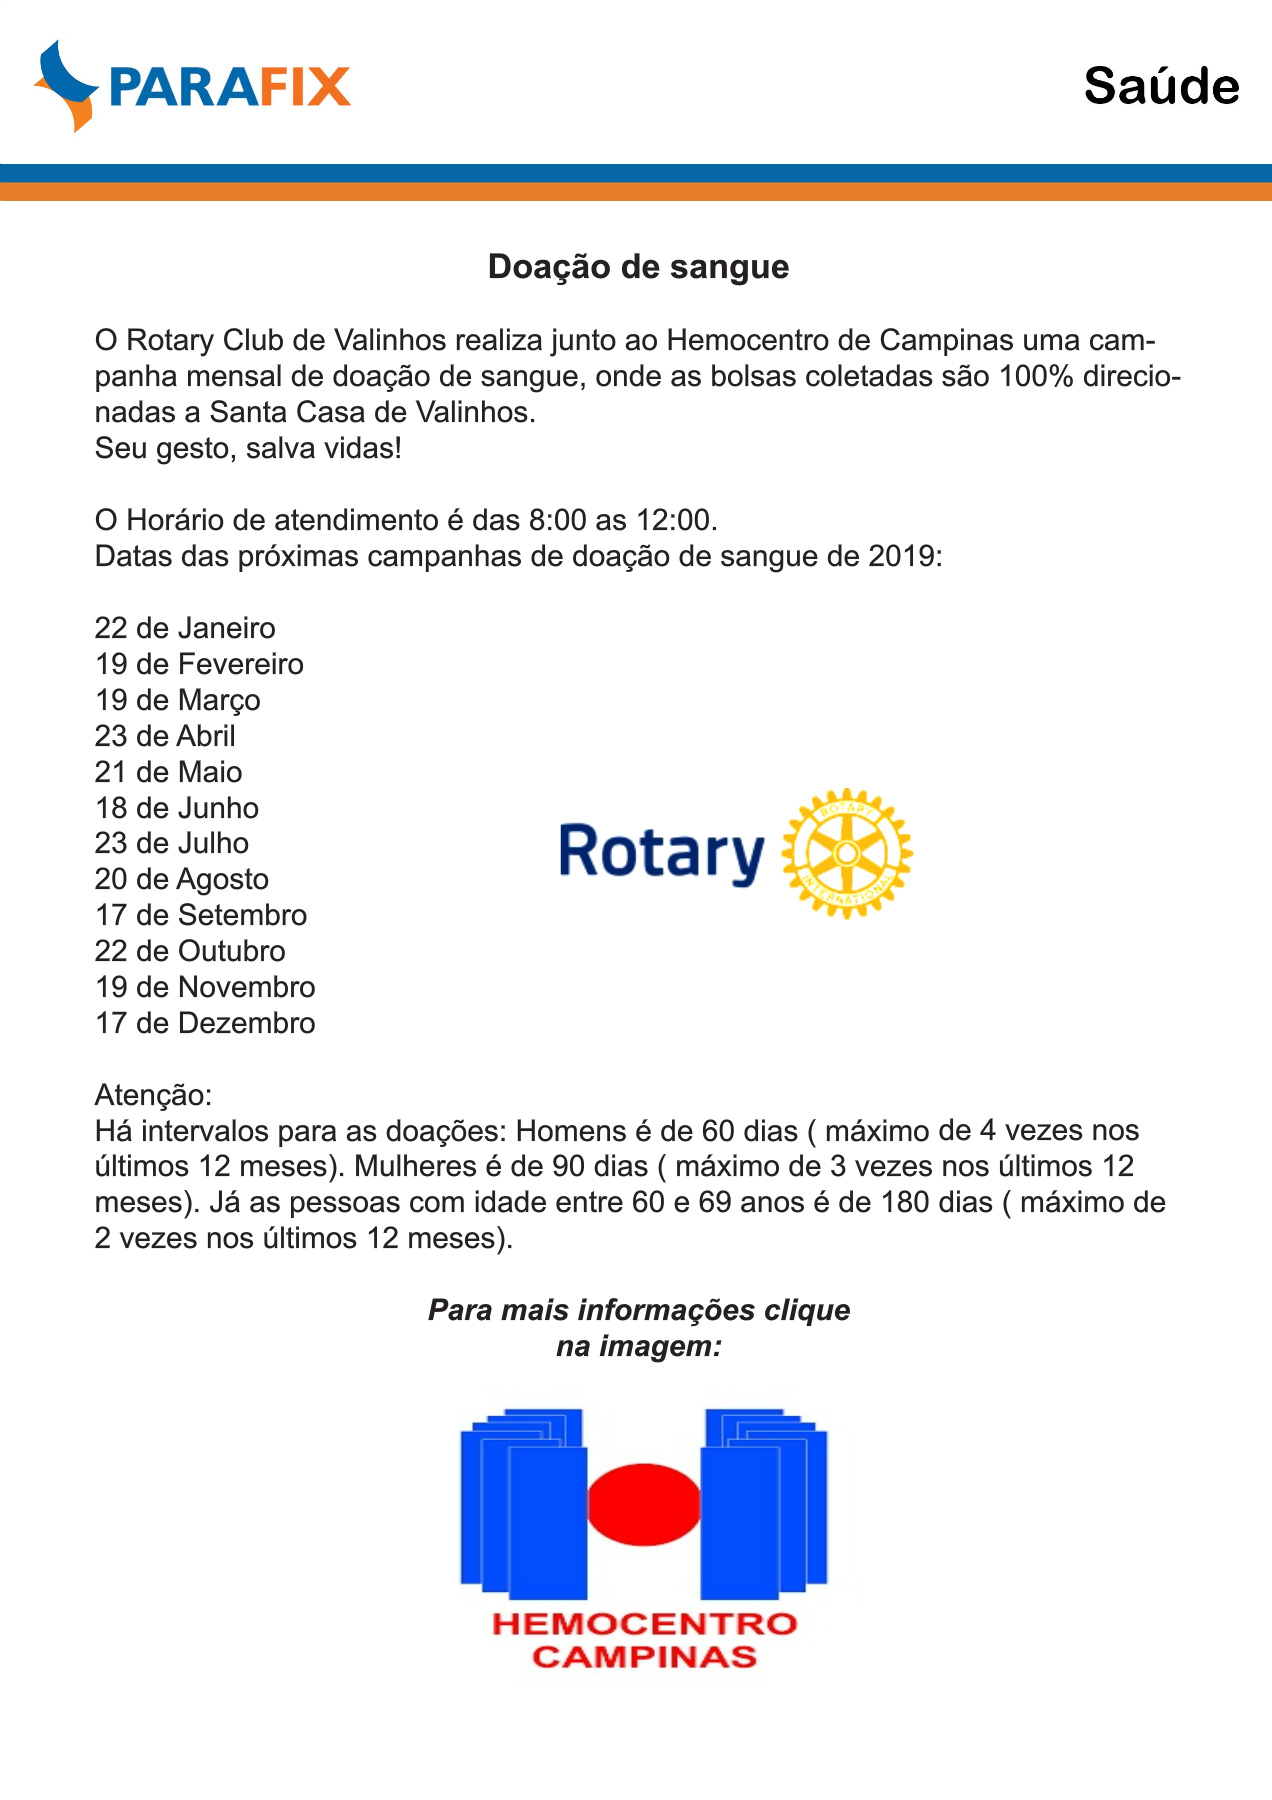 PARAFIX
Saúde
Doação de sangue
O Rotary Club de Valinhos realiza junto ao Hemocentro de Campinas uma cam-
panha mensal de doação de sangue, onde as bolsas coletadas são 100% direcio-
nadas a Santa Casa de Valinhos.
Seu gesto, salva vidas!
O Horário de atendimento é das 8:00 as 12:00.
Datas das próximas campanhas de doação de sangue de 2019:
22 de Janeiro
19 de Fevereiro
19 de Março
23 de Abril
21 de Maio
18 de Junho
23 de Julho
20 de Agosto
17 de Setembro
22 de Outubro
19 de Novembro
17 de Dezembro
Rotary
ROTARY
INTERNATIONAL
Atenção:
Há intervalos para as doações: Homens é de 60 dias ( máximo de 4 vezes nos
últimos 12 meses). Mulheres é de 90 dias ( máximo de 3 vezes nos últimos 12
meses). Já as pessoas com idade entre 60 e 69 anos é de 180 dias ( máximo de
2 vezes nos últimos 12 meses).
Para mais informações clique
na imagem:
HEMOCENTRO
CAMPINAS